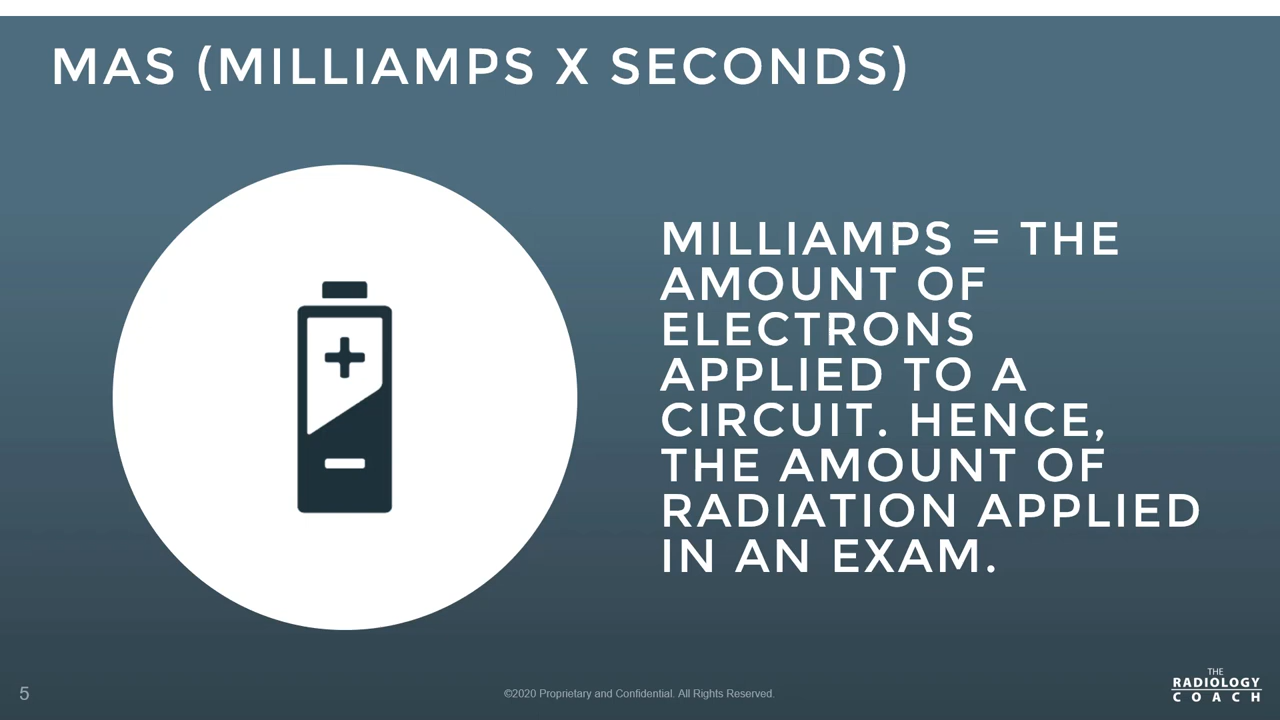 MAS (MILLIAMPS X SECONDS)
MILLIAMPS = THE
AMOUNT OF
ELECTRONS
APPLIED TO A
CIRCUIT. HENCE,
THE AMOUNT OF
RADIATION APPLIED
IN AN EXAM.
5
©2020 Proprietary and Confidential. All Rights Reserved.
THE
RADIOLOGY
COACH